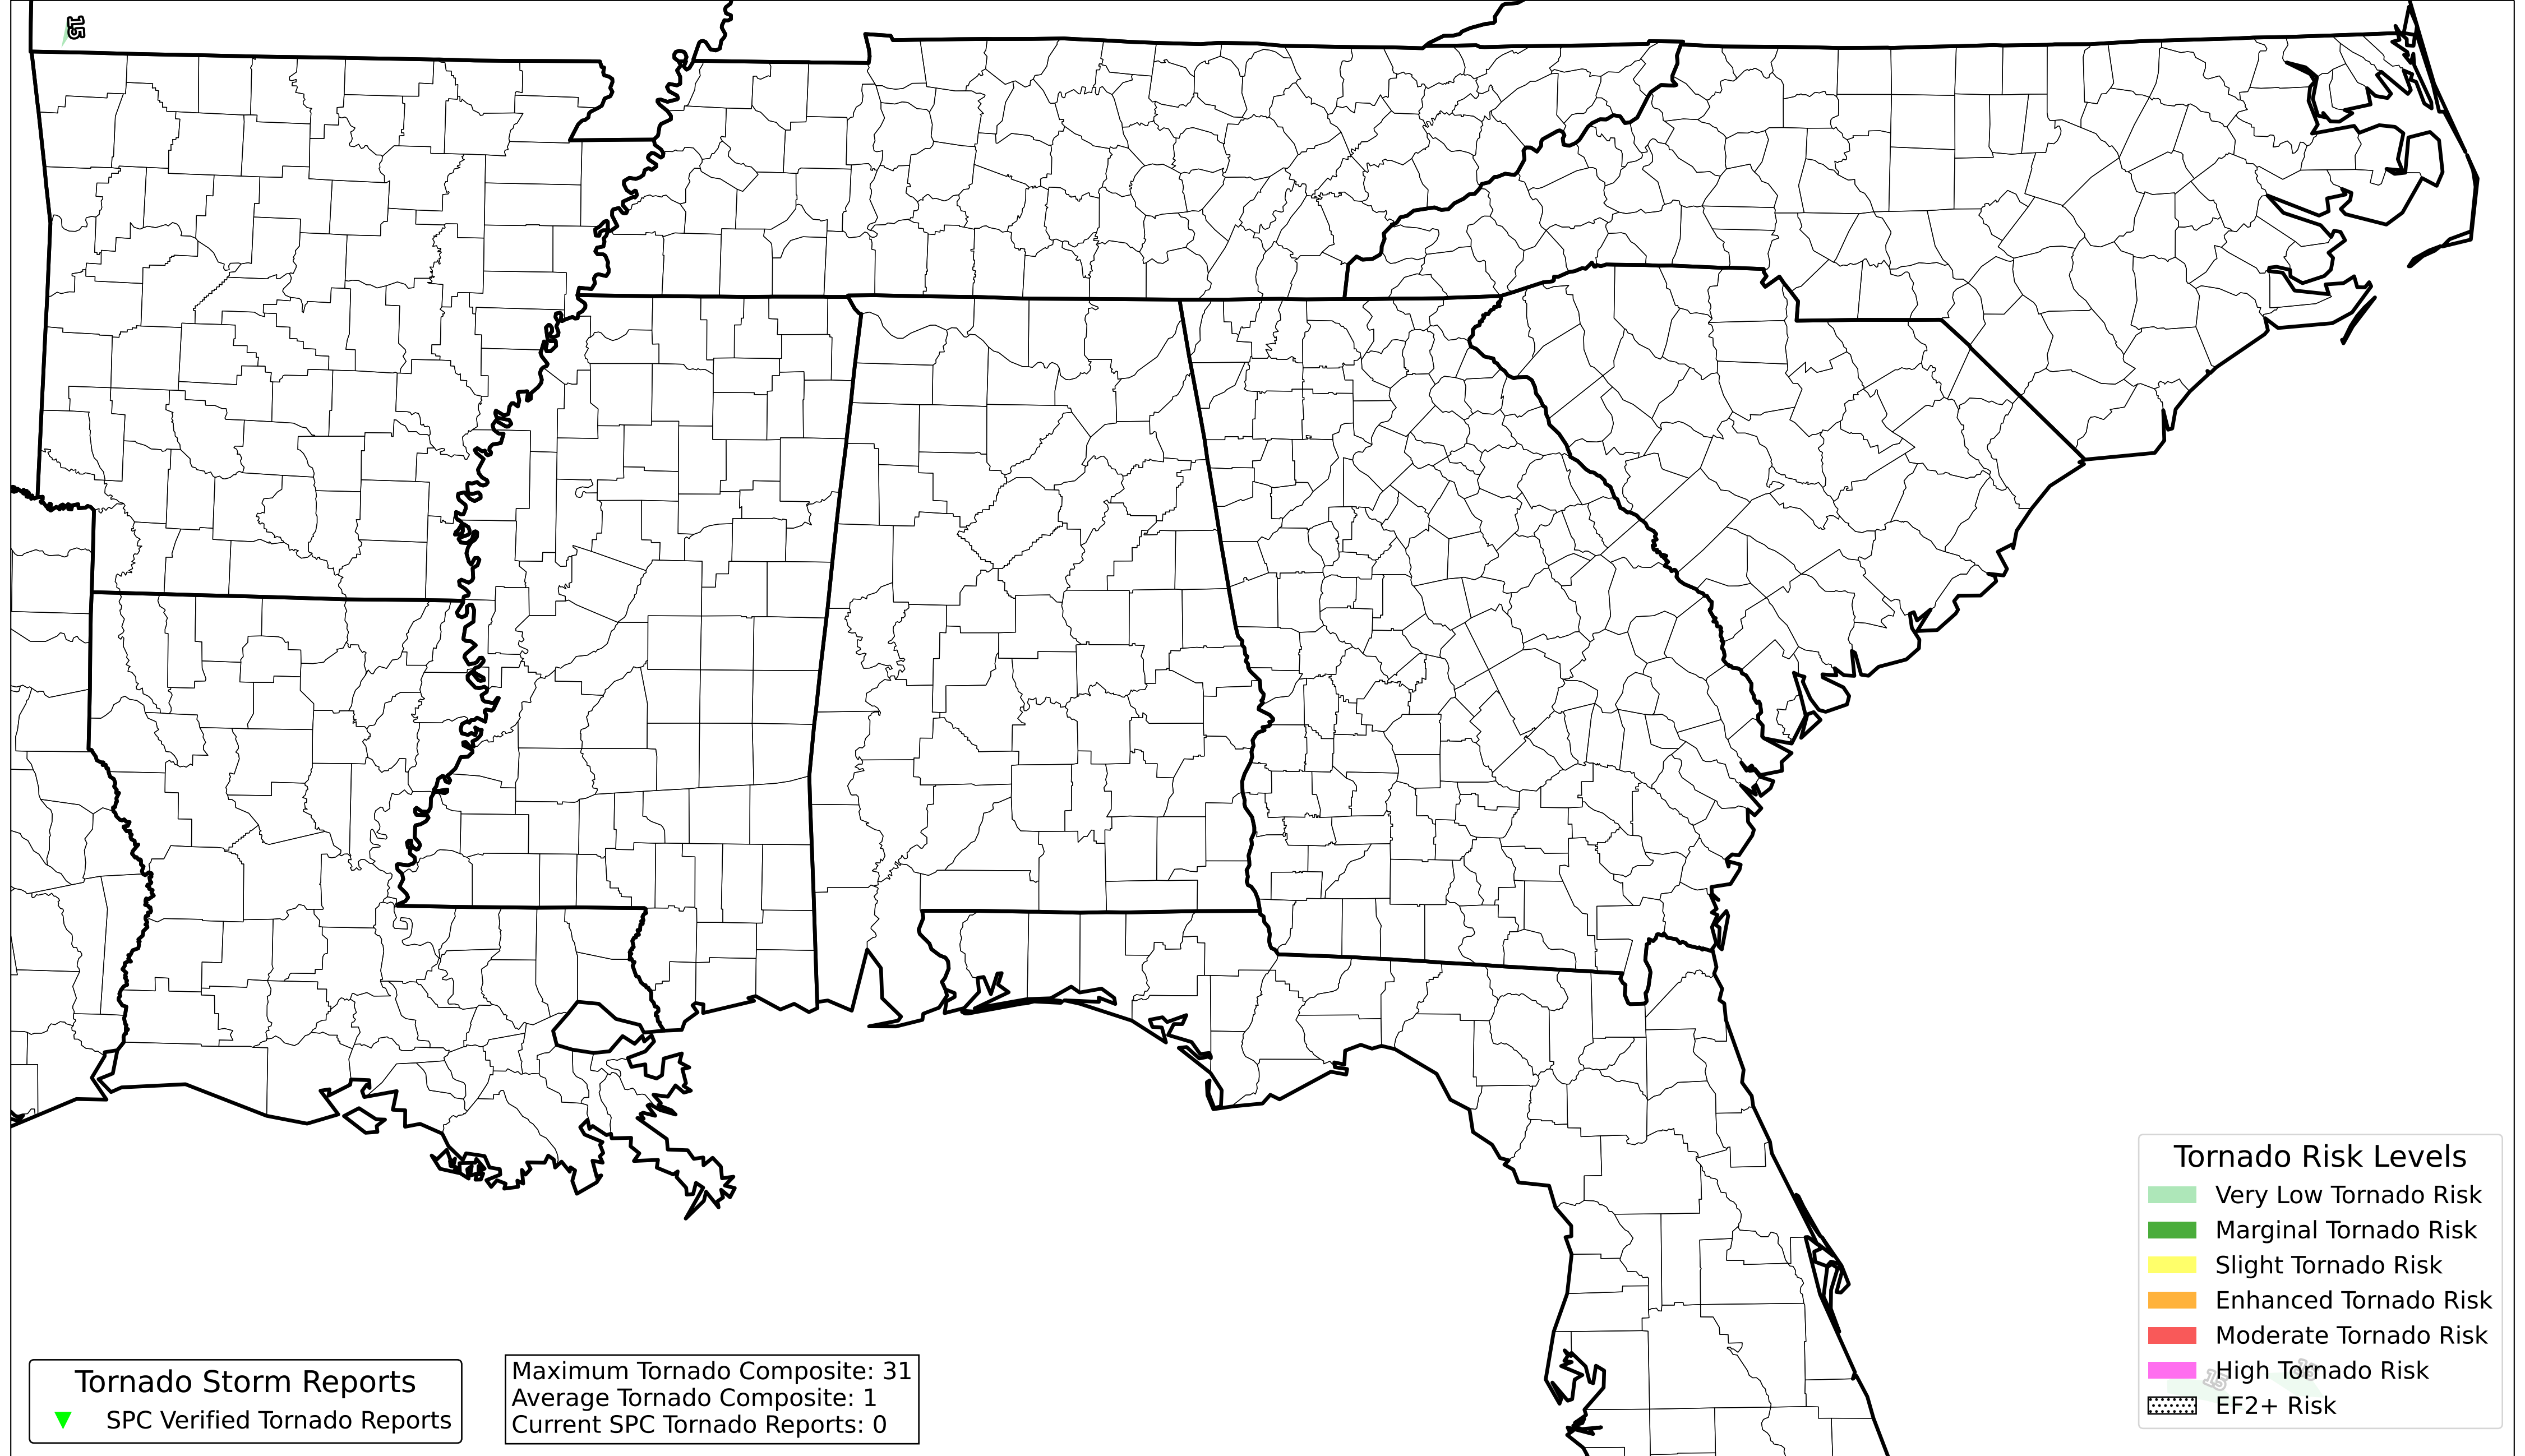 15
Tornado Risk Levels
Very Low Tornado Risk
Marginal Tornado Risk
Slight Tornado Risk
Enhanced Tornado Risk
Moderate Tornado Risk
High Tornado Risk
15
EF2+ Risk
Tornado Storm Reports
SPC Verified Tornado Reports
Maximum Tornado Composite: 31
Average Tornado Composite: 1
Current SPC Tornado Reports: 0